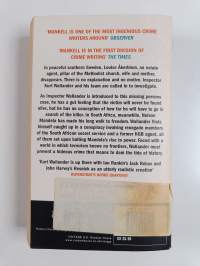 'MANKELL IS ONE OF THE MOST INGENIOUS CRIME
WRITERS AROUND' OBSERVER
'MANKELL IS IN THE FIRST DIVISION OF
CRIME WRITING' THE TIMES
In peaceful southern Sweden, Louise Åkerblom, an estate
agent, pillar of the Methodist church, wife and mother,
disappears. There is no explanation and no motive. Inspector
Kurt Wallander and his team are called in to investigate.
As Inspector Wallander is introduced to this missing persons
case, he has a gut feeling that the victim will never be found
alive, but he has no conception of how far he will have to go in
search of the killer. In South Africa, meanwhile, Nelson
Mandela has made his long walk to freedom. Wallander finds
himself caught up in a conspiracy involving renegade members
of the South African secret service and a former KGB agent, all
of them set upon halting Mandela's rise to power. Faced with a
world in which terrorism knows no frontiers, Wallander must
prevent a hideous crime that means to dam the tides of history.
'Kurt Wallander is up there with Ian Rankin's Jack Rebus and
John Harvey's Resnick as an utterly realistic creation'